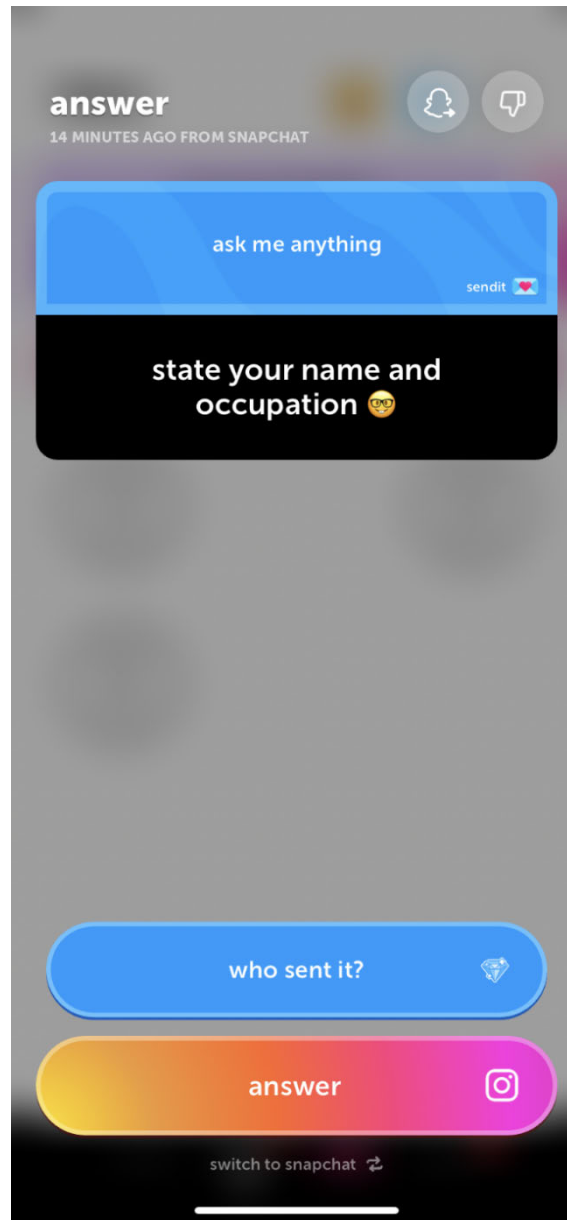 answer
14 MINUTES AGO FROM SNAPCHAT
ask me anything
sendit
state your name and
occupation 🤓
who sent it?
answer
switch to snapchat